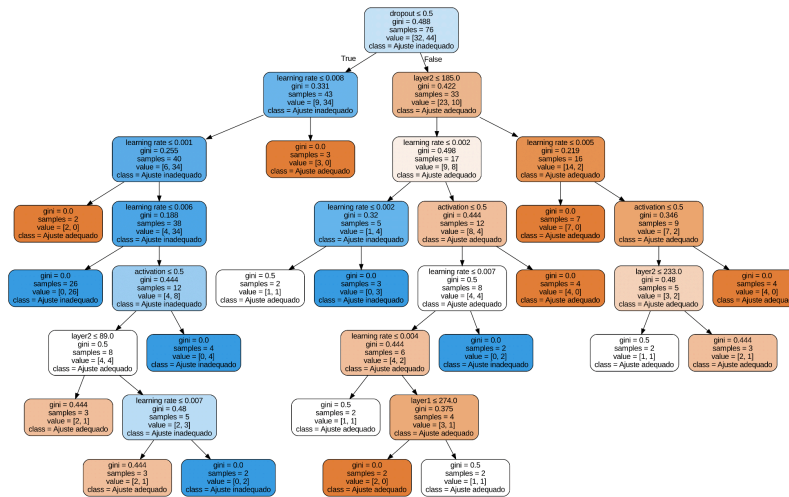 dropout ≤ 0.5
gini = 0.488
samples = 76
value = [32, 44]
class = Ajuste inadequado
True
False
learning rate ≤ 0.008
gini = 0.331
samples = 43
value = [9, 34]
class = Ajuste inadequado
layer2 ≤ 185.0
gini = 0.422
samples = 33
value = [23, 10]
class = Ajuste adequado
learning rate ≤ 0.001
gini = 0.255
samples = 40
value = [6, 34]
class = Ajuste inadequado
gini = 0.0
samples = 3
value = [3, 0]
class = Ajuste adequado
learning rate ≤ 0.002
gini = 0.498
samples = 17
value = [9, 8]
class = Ajuste adequado
learning rate ≤ 0.005
gini = 0.219
samples = 16
value = [14, 2]
class = Ajuste adequado
gini = 0.0
samples = 2
value = [2, 0]
class = Ajuste adequado
learning rate ≤ 0.006
gini = 0.188
samples = 38
value = [4, 34]
class = Ajuste inadequado
learning rate ≤ 0.002
gini = 0.32
samples = 5
value = [1, 4]
class = Ajuste inadequado
activation ≤ 0.5
gini = 0.444
samples = 12
value = [8, 4]
class = Ajuste adequado
gini = 0.0
samples = 7
value = [7, 0]
class = Ajuste adequado
activation ≤ 0.5
gini = 0.346
samples = 9
value = [7, 2]
class = Ajuste adequado
gini = 0.0
samples = 26
value = [0, 26]
class = Ajuste inadequado
activation ≤ 0.5
gini = 0.444
samples = 12
value = [4, 8]
class = Ajuste inadequado
gini = 0.5
samples = 2
value = [1, 1]
class = Ajuste adequado
gini = 0.0
samples = 3
value = [0, 3]
class = Ajuste inadequado
learning rate ≤ 0.007
gini = 0.5
samples = 8
value = [4, 4]
class = Ajuste adequado
gini = 0.0
samples = 4
value = [4, 0]
class = Ajuste adequado
layer2 ≤ 233.0
gini = 0.48
samples = 5
value = [3, 2]
class = Ajuste adequado
gini = 0.0
samples = 4
value = [4, 0]
class = Ajuste adequado
layer2 ≤ 89.0
gini = 0.5
samples = 8
value = [4, 4]
class = Ajuste adequado
gini = 0.0
samples = 4
value = [0, 4]
class = Ajuste inadequado
learning rate ≤ 0.004
gini = 0.444
samples = 6
value = [4, 2]
class = Ajuste adequado
gini = 0.0
samples = 2
value = [0, 2]
class = Ajuste inadequado
gini = 0.5
samples = 2
value = [1, 1]
class = Ajuste adequado
gini = 0.444
samples = 3
value = [2, 1]
class = Ajuste adequado
gini = 0.444
samples = 3
value = [2, 1]
class = Ajuste adequado
learning rate ≤ 0.007
gini = 0.48
samples = 5
value = [2, 3]
class = Ajuste inadequado
gini = 0.5
samples = 2
value = [1, 1]
class = Ajuste adequado
layer1 ≤ 274.0
gini = 0.375
samples = 4
value = [3, 1]
class = Ajuste adequado
gini = 0.444
samples = 3
value = [2, 1]
class = Ajuste adequado
gini = 0.0
samples = 2
value = [0, 2]
class = Ajuste inadequado
gini = 0.0
samples = 2
value = [2, 0]
class = Ajuste adequado
gini = 0.5
samples = 2
value = [1, 1]
class = Ajuste adequado